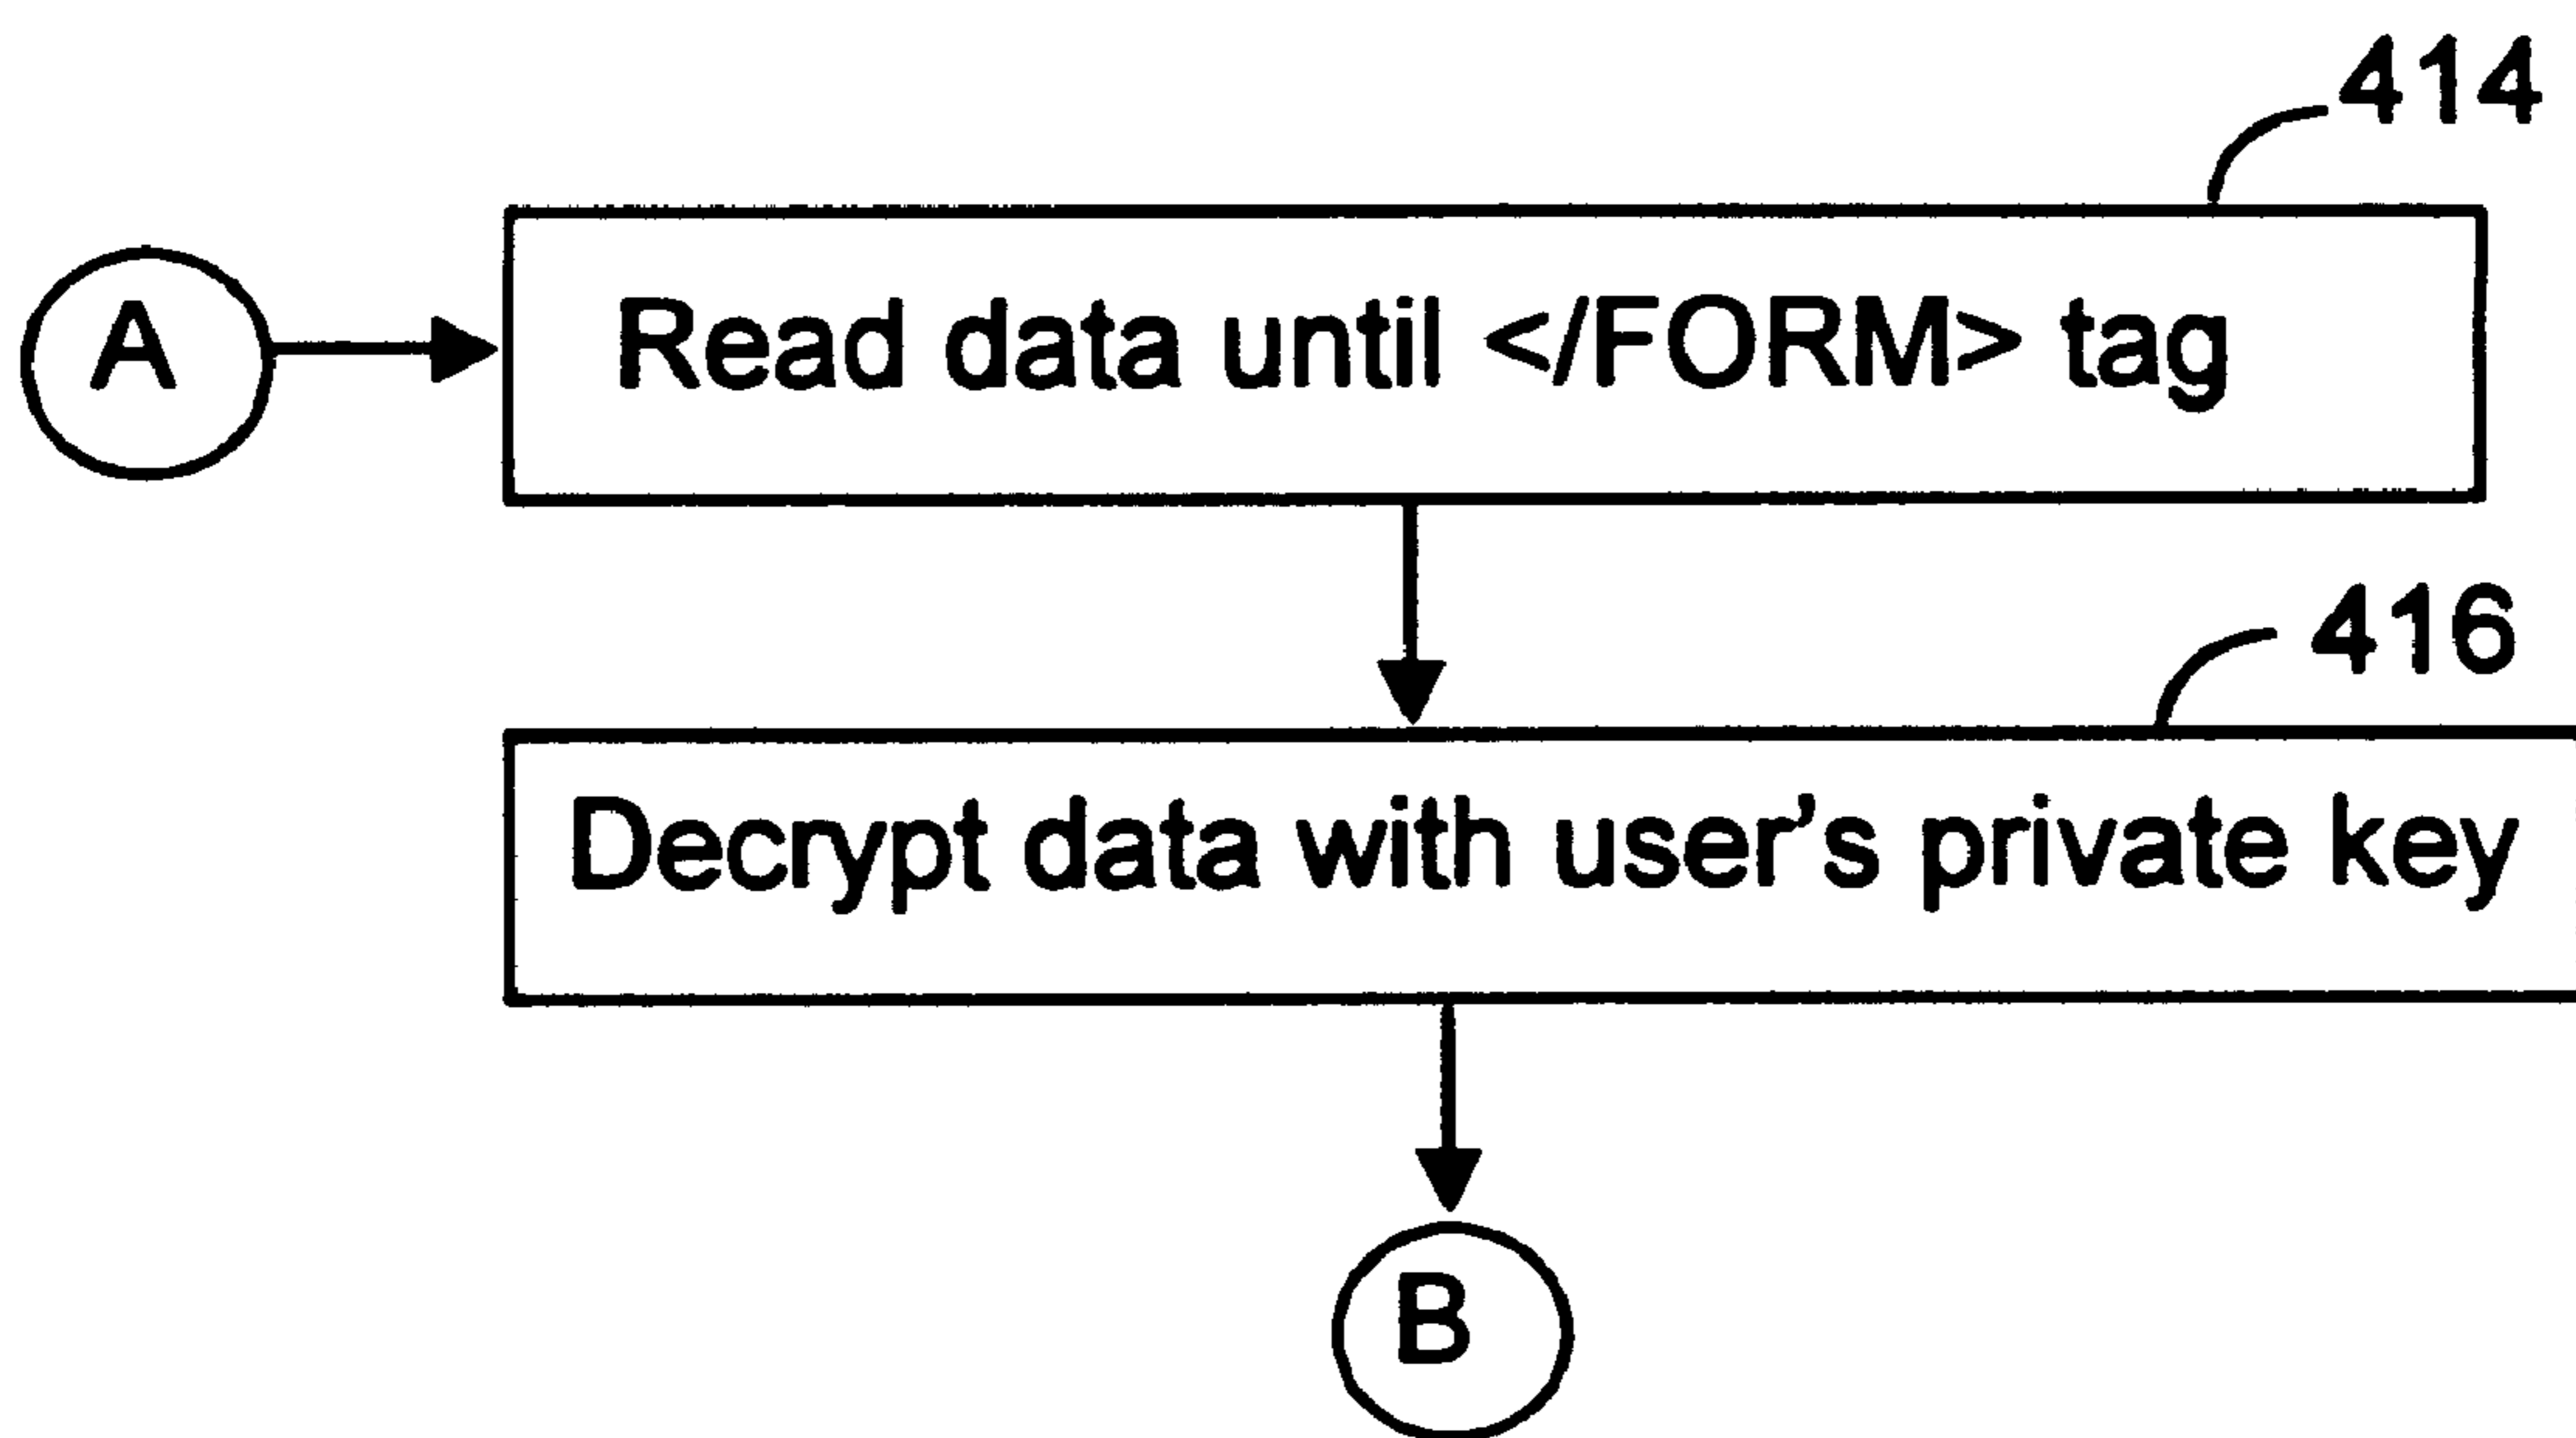 414
A
Read data until </FORM> tag
416
Decrypt data with user's private key
B